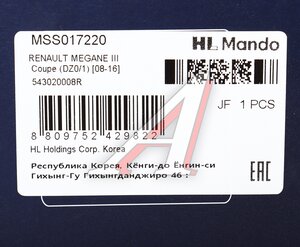 MSS017220
HL Mando
RENAULT MEGANE III
Coupe (DZ0/1) [08-16]
543020008R
JF 1 PCS
8 809752 429822
HL Holdings Corp. Korea
Республика Корея, Кёнги-до Ёнгин-си
Гихынг-Гу Гихынгданджиро 46 :
EAC